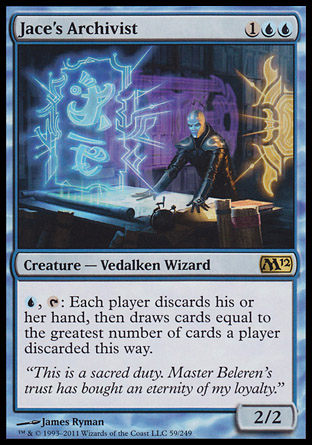 Jace's Archivist 1
Creature — Vedalken Wizard M12
: Each player discards his or
her hand, then draws cards equal to
the greatest number of cards a player
discarded this way.
"This is a sacred duty. Master Beleren's
trust has bought an eternity of my loyalty."
James Ryman
™ & © 1993–2011 Wizards of the Coast LLC 59/249
2/2